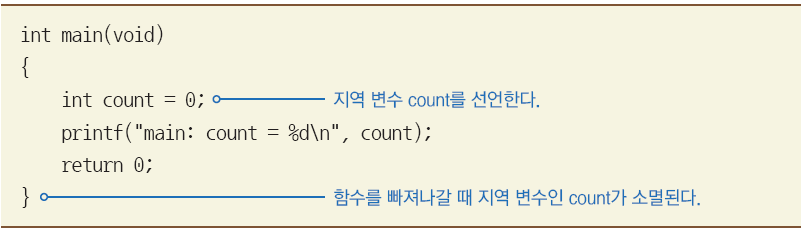 int main(void)
{
int count = 0; 지역 변수 count를 선언한다.
printf("main: count = %d\n", count);
return 0;
} 함수를 빠져나갈 때 지역 변수인 count가 소멸된다.